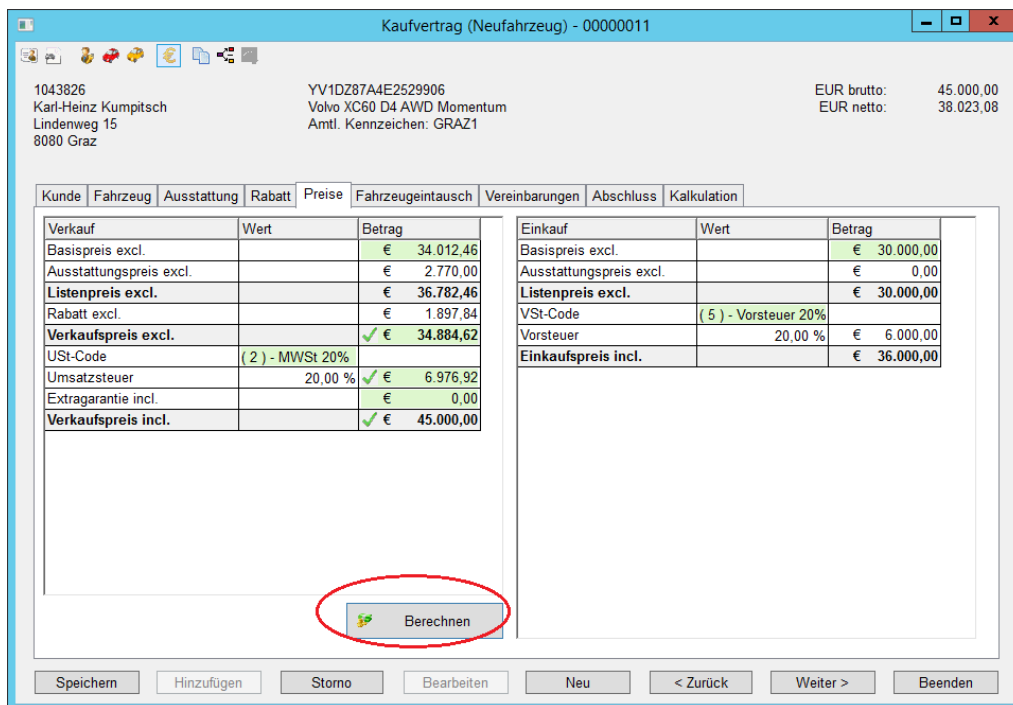 Kaufvertrag (Neufahrzeug) - 00000011
1043826 YV1DZ87A4E2529906 EUR brutto: 45.000,00
Karl-Heinz Kumpitsch Volvo XC60 D4 AWD Momentum EUR netto: 38.023,08
Lindenweg 15 Amtl. Kennzeichen: GRAZ1
8080 Graz
Kunde Fahrzeug Ausstattung Rabatt Preise Fahrzeugeintausch Vereinbarungen Abschluss Kalkulation
Verkauf Wert Betrag
Basispreis excl. € 34.012,46
Ausstattungspreis excl. € 2.770,00
Listenpreis excl. € 36.782,46
Rabatt excl. € 1.897,84
Verkaufspreis excl. € 34.884,62
USt-Code ( 2 ) - MWSt 20%
Umsatzsteuer 20,00 % € 6.976,92
Extragarantie incl. € 0,00
Verkaufspreis incl. € 45.000,00
Einkauf Wert Betrag
Basispreis excl. € 30.000,00
Ausstattungspreis excl. € 0,00
Listenpreis excl. € 30.000,00
VSt-Code ( 5 ) - Vorsteuer 20%
Vorsteuer 20,00 % € 6.000,00
Einkaufspreis incl. € 36.000,00
Berechnen
Speichern Hinzufügen Storno Bearbeiten Neu < Zurück Weiter > Beenden